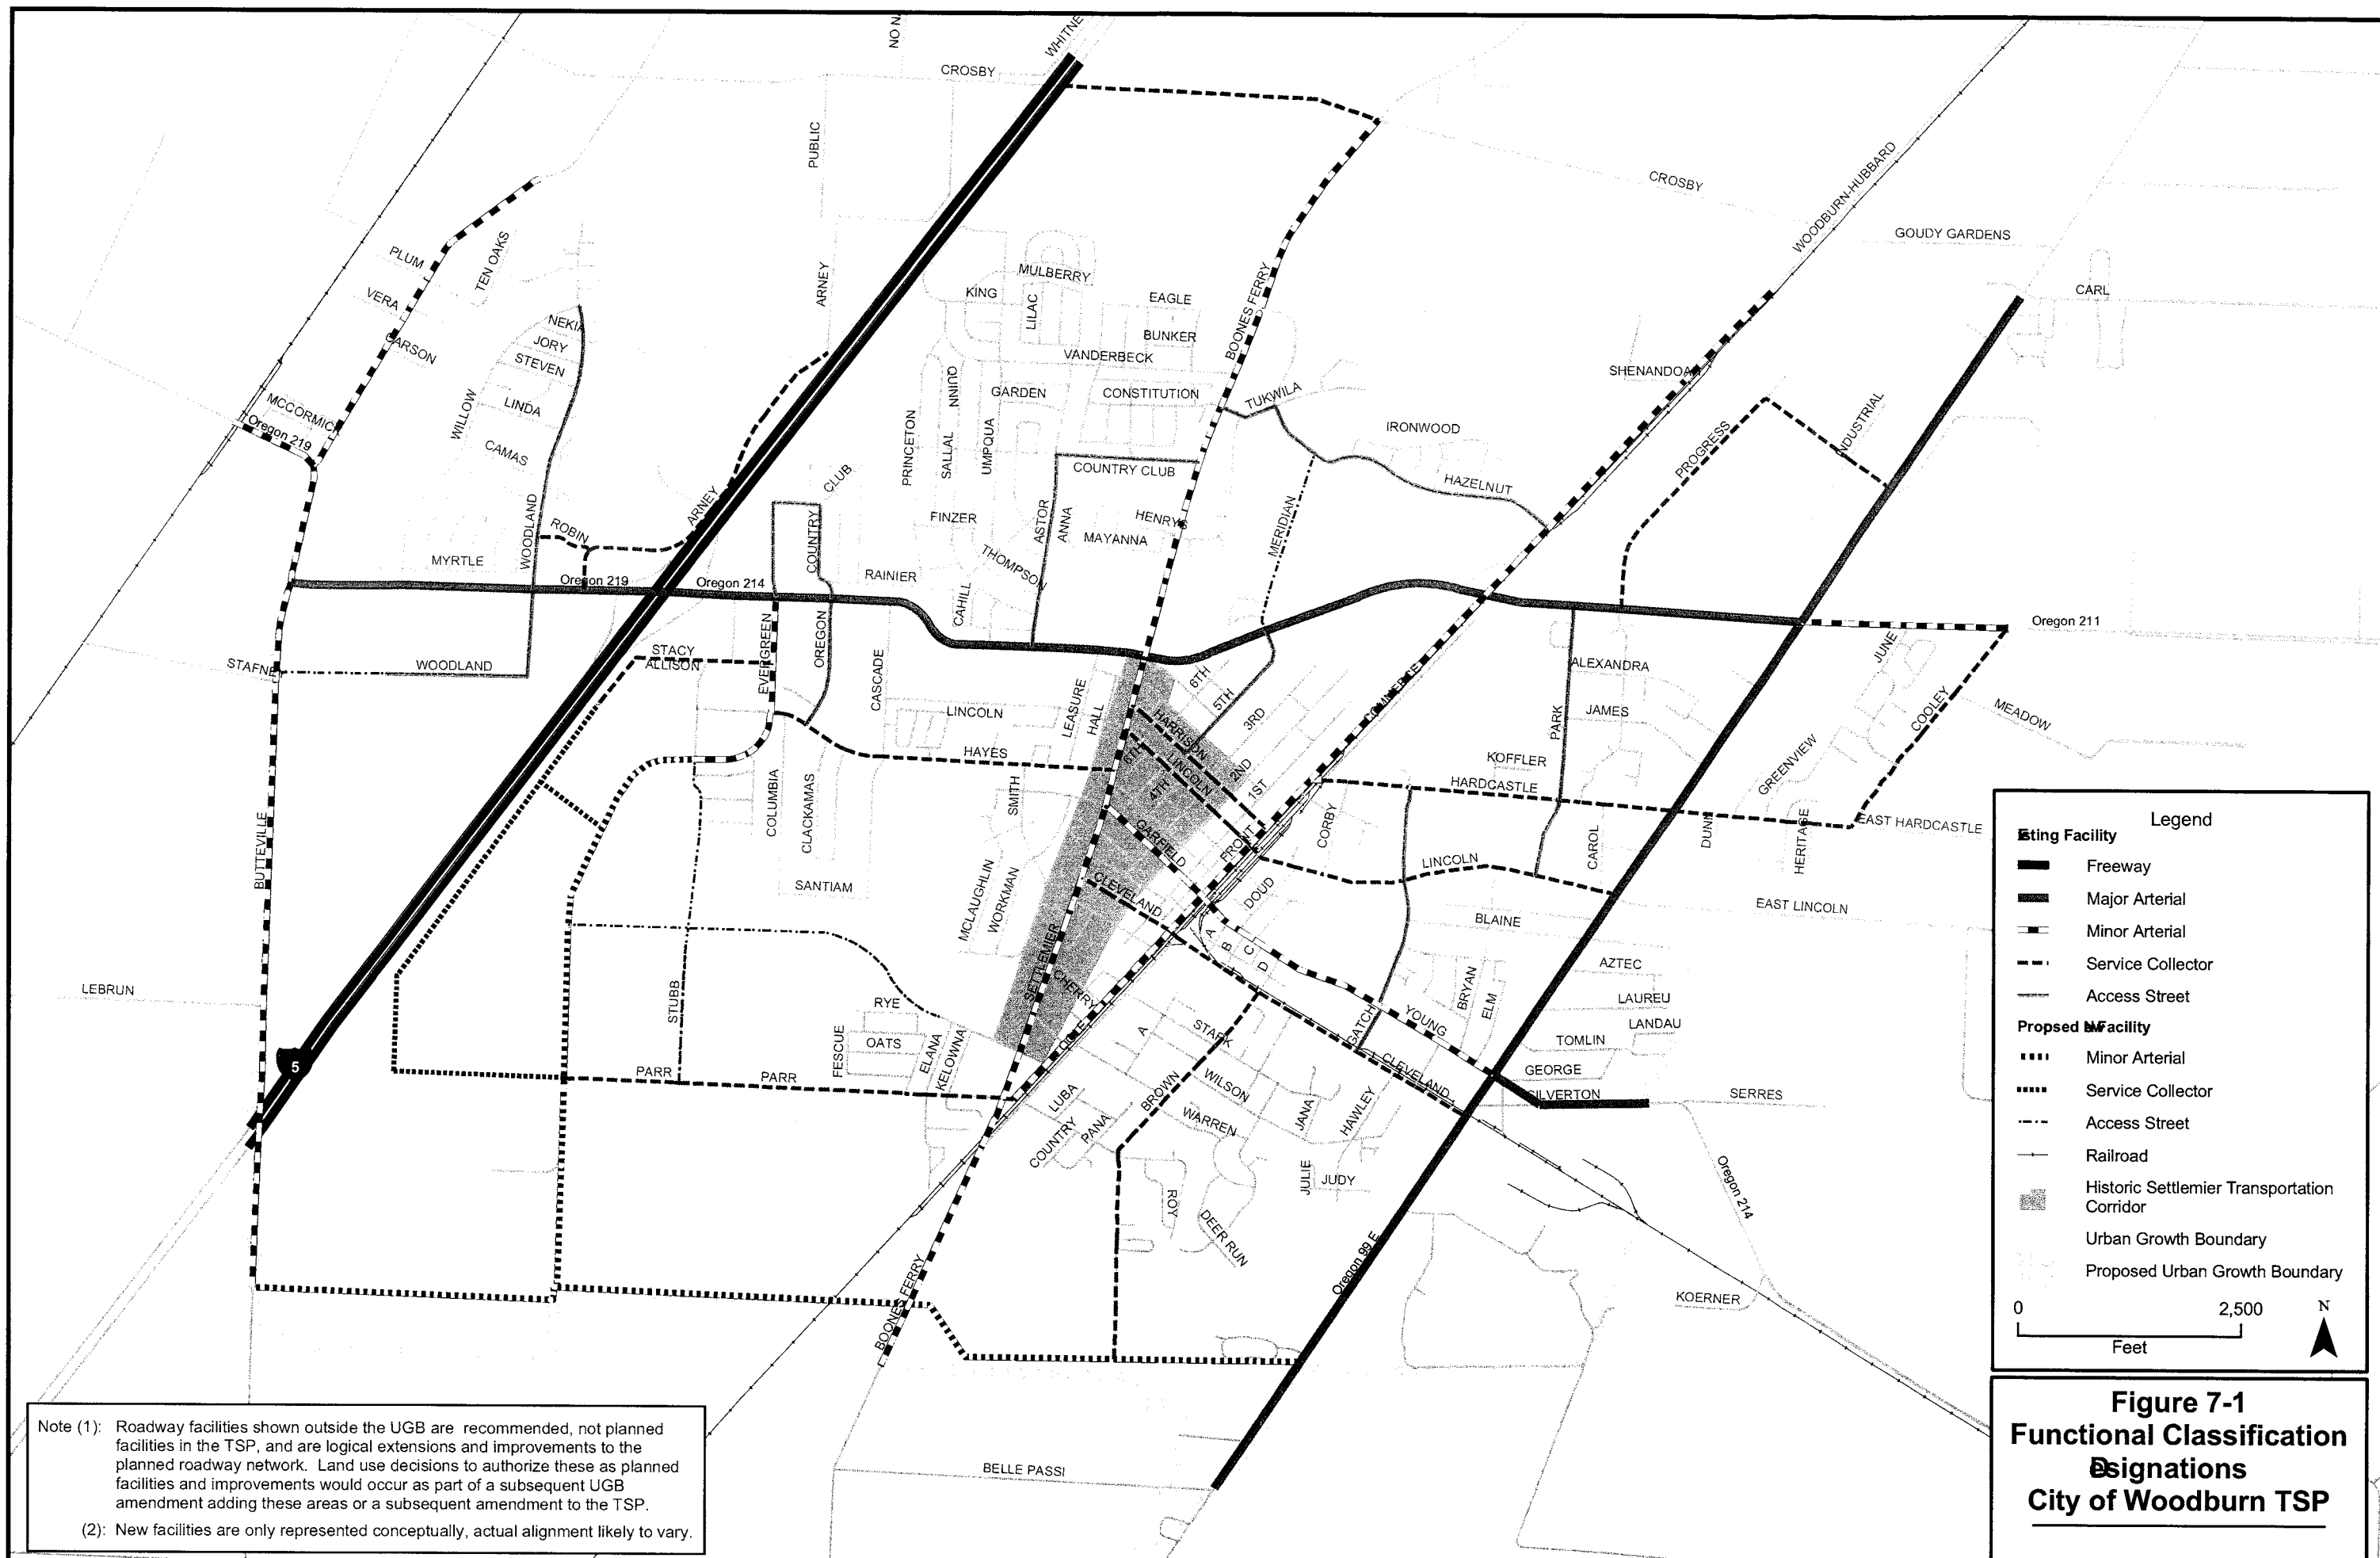 NO N.
WHITNE
CROSBY
PUBLIC
CROSBY
WOODBURN-HUBBARD
GOUDY GARDENS
PLUM
TEN OAKS
ARNEY
MULBERRY
KING
LILAC
EAGLE
BOONES FERRY
CARL
VERA
NEKIA
BUNKER
JORY
CARSON
STEVEN
VANDERBECK
SHENANDOAH
QUINN
GARDEN
CONSTITUTION
TUKWILA
MCCORMICK
WILLOW
LINDA
Oregon 219
PRINCETON
SALLAL
UMPQUA
IRONWOOD
PROGRESS
INDUSTRIAL
CAMAS
CLUB
COUNTRY CLUB
HAZELNUT
WOODLAND
ARNEY
COUNTRY
FINZER
ASTOR
ANNA
HENRYS
MERIDIAN
ROBIN
MAYANNA
MYRTLE
THOMPSON
Oregon 219
Oregon 214
RAINIER
CAHILL
Oregon 211
STAFNEY
WOODLAND
STACY
ALLISON
EVERGREEN
OREGON
CASCADE
6TH
5TH
ALEXANDRA
JUNE
LEASURE
HALL
LINCOLN
HARRISON
3RD
COMMERCE
PARK
JAMES
COOLEY
MEADOW
HAYES
6TH
LINCOLN
2ND
KOFFLER
GREENVIEW
4TH
1ST
HARDCASTLE
COLUMBIA
CLACKAMAS
SMITH
GARFIELD
FRONT
CORBY
CAROL
DUNN
HERITAGE
EAST HARDCASTLE
BUTTEVILLE
LINCOLN
SANTIAM
MCLAUGHLIN
WORKMAN
CLEVELAND
DOUD
BLAINE
EAST LINCOLN
SETTLEMIER
A
B
C
D
AZTEC
LEBRUN
STUBB
CHERRY
BRYAN
ELM
LAUREU
RYE
YOUNG
LANDAU
OATS
A
STARK
GATCH
TOMLIN
FESCUE
ELANA
KELOWNA
5
PARR
PARR
CLEVELAND
GEORGE
LUBA
BROWN
WILSON
SILVERTON
SERRES
COUNTRY
PANA
WARREN
JANA
HAWLEY
JULIE
JUDY
ROY
Oregon 214
DEER RUN
Oregon 99 E
BOONES FERRY
KOERNER
BELLE PASSI
Legend
Esting Facility
Freeway
Major Arterial
Minor Arterial
Service Collector
Access Street
Minor Arterial
Service Collector
Access Street
Railroad
Historic Settlemier Transportation
Corridor
Urban Growth Boundary
Proposed Urban Growth Boundary
0 2,500 N
Feet
Figure 7-1
Functional Classification
Designations
City of Woodburn TSP
Note (1): Roadway facilities shown outside the UGB are recommended, not planned
facilities in the TSP, and are logical extensions and improvements to the
planned roadway network. Land use decisions to authorize these as planned
facilities and improvements would occur as part of a subsequent UGB
amendment adding these areas or a subsequent amendment to the TSP.
(2): New facilities are only represented conceptually, actual alignment likely to vary.